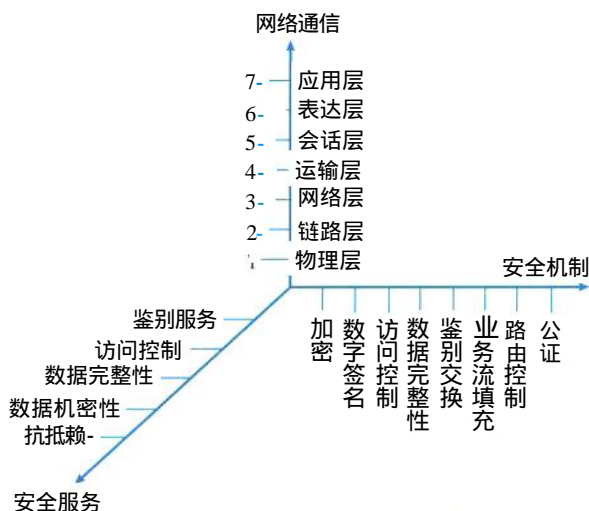 网络通信
7- 应用层
6- 表达层
5- 会话层
4- 运输层
3- 网络层
2- 链路层
物理层
安全机制
加密
数字签名
访问控制
数据完整性
鉴别交换
业务流填充
路由控制
公证
鉴别服务
访问控制
数据完整性
数据机密性
抗抵赖-
安全服务